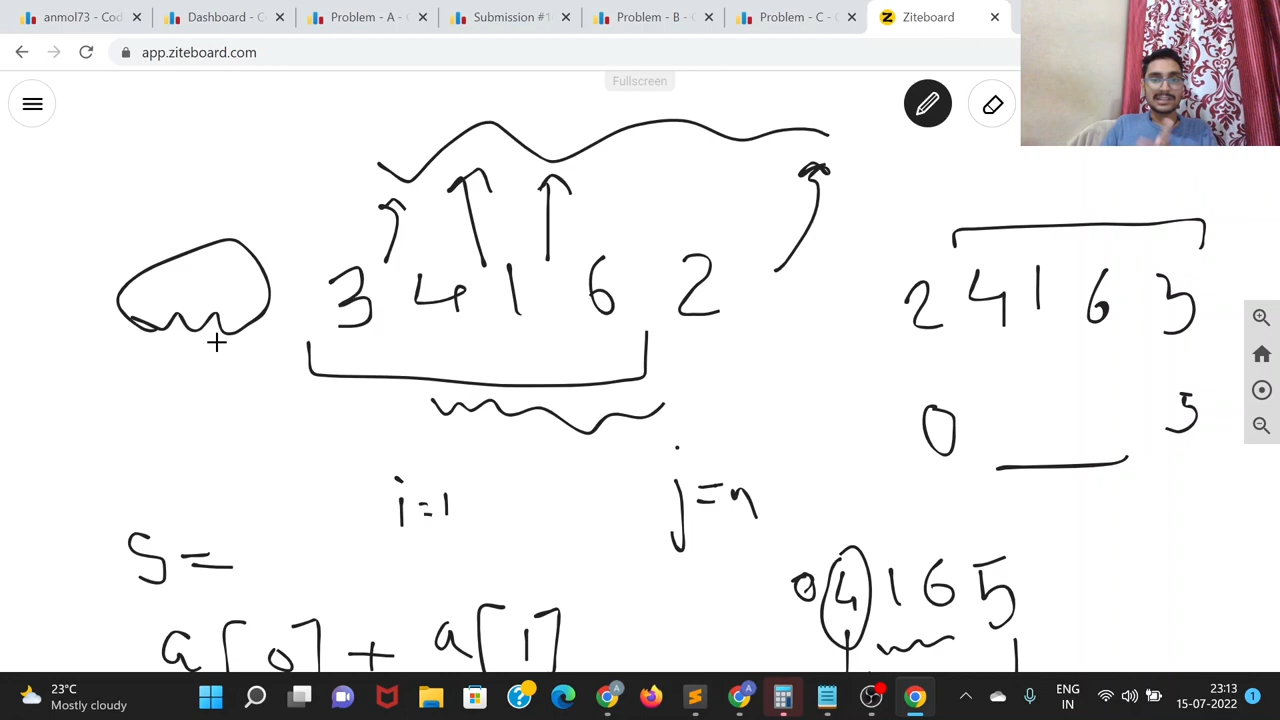 anmol73 - Cod
Dashboard - C
Problem - A - C
Submission #1
Problem - B - C
Problem - C - C
Ziteboard
app.ziteboard.com
Fullscreen
3 4 1 6 2
2 4 1 6 3
0 5
i=1
j=n
S=
0 4 1 6 5
a[0] + a[1]
23°C
Mostly cloudy
ENG
IN
23:13
15-07-2022
1